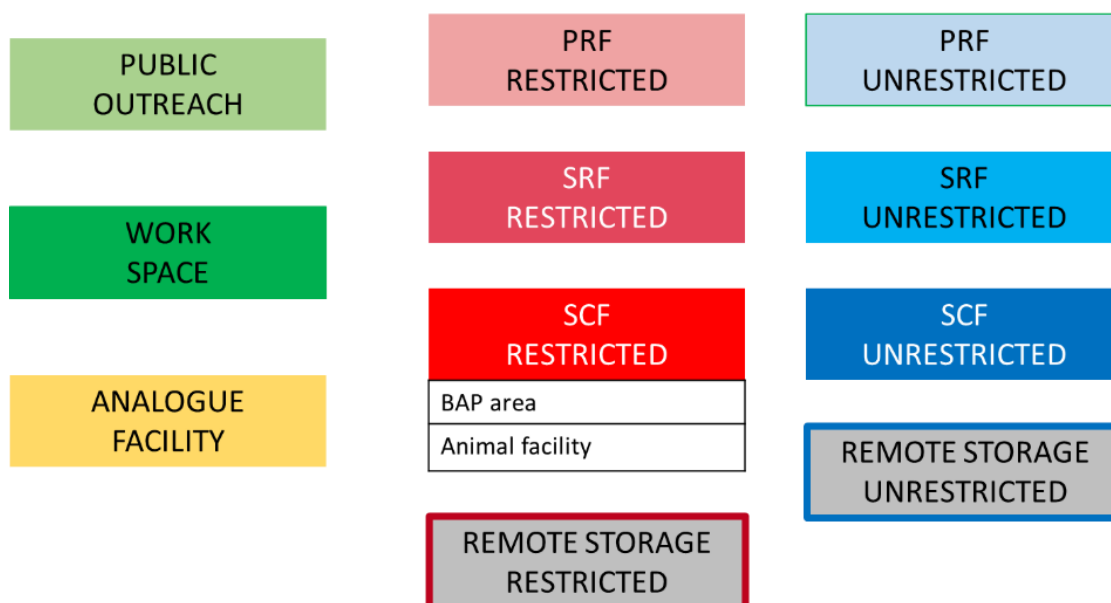 PUBLIC
OUTREACH
WORK
SPACE
ANALOGUE
FACILITY
PRF
RESTRICTED
SRF
RESTRICTED
SCF
RESTRICTED
BAP area
Animal facility
REMOTE STORAGE
RESTRICTED
PRF
UNRESTRICTED
SRF
UNRESTRICTED
SCF
UNRESTRICTED
REMOTE STORAGE
UNRESTRICTED